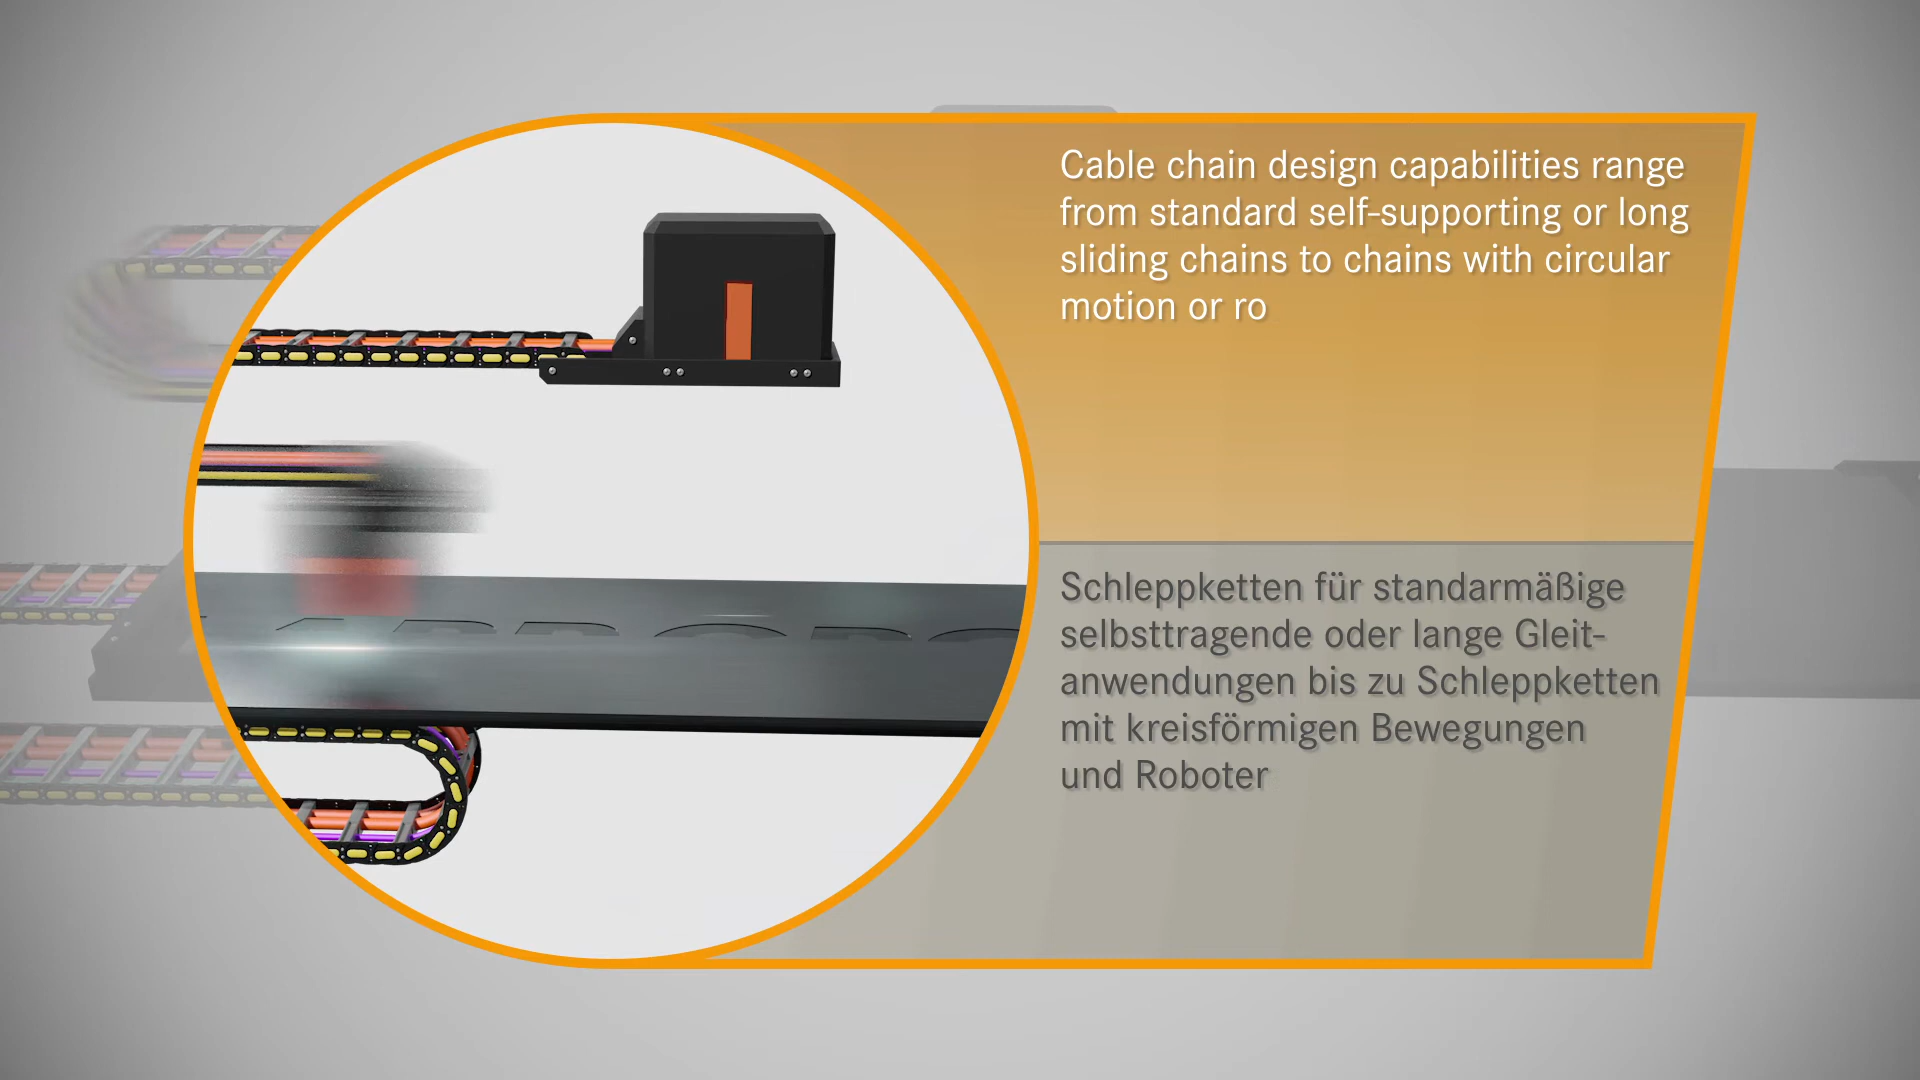 Cable chain design capabilities range
from standard self-supporting or long
sliding chains to chains with circular
motion or ro
Schleppketten für standarmäßige
selbsttragende oder lange Gleit-
anwendungen bis zu Schleppketten
mit kreisförmigen Bewegungen
und Roboter